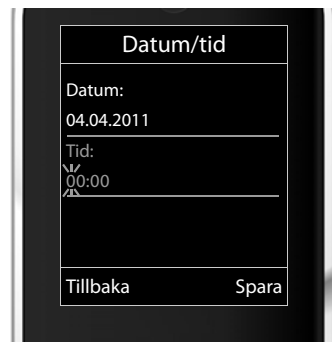 Datum/tid
Datum:
04.04.2011
Tid:
00:00
Tillbaka Spara